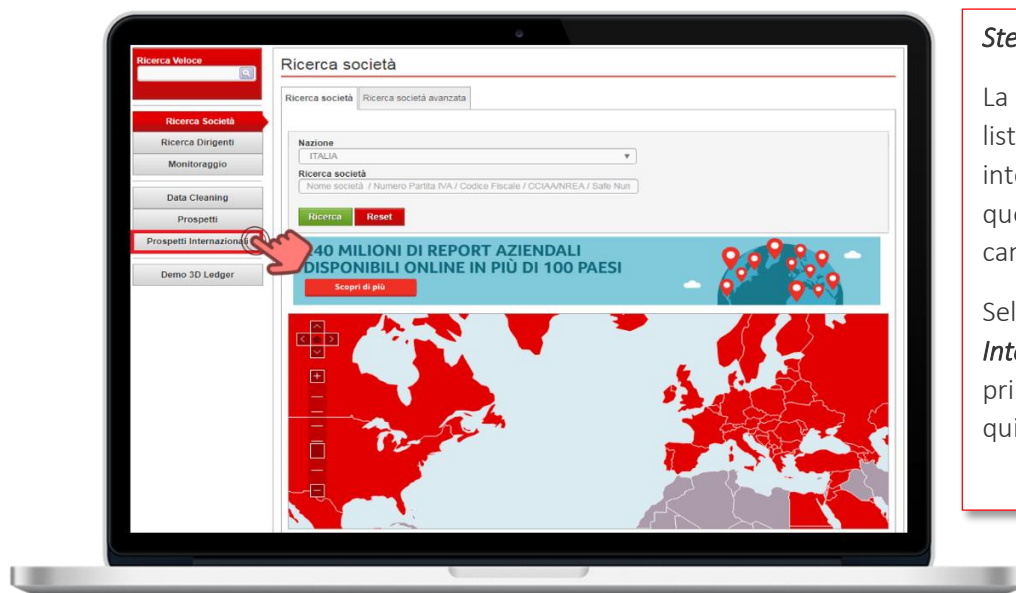 Ricerca Veloce
Ricerca Società
Ricerca Dirigenti
Monitoraggio
Data Cleaning
Prospetti
Prospetti Internazionali
Demo 3D Ledger
Ricerca società
Ricerca società
Ricerca società avanzata
Nazione
ITALIA
Ricerca società
Nome società / Numero Partita IVA / Codice Fiscale / CCIAA/NREA / Safe Num
Ricerca
Reset
240 MILIONI DI REPORT AZIENDALI
DISPONIBILI ONLINE IN PIÙ DI 100 PAESI
Scopri di più
La